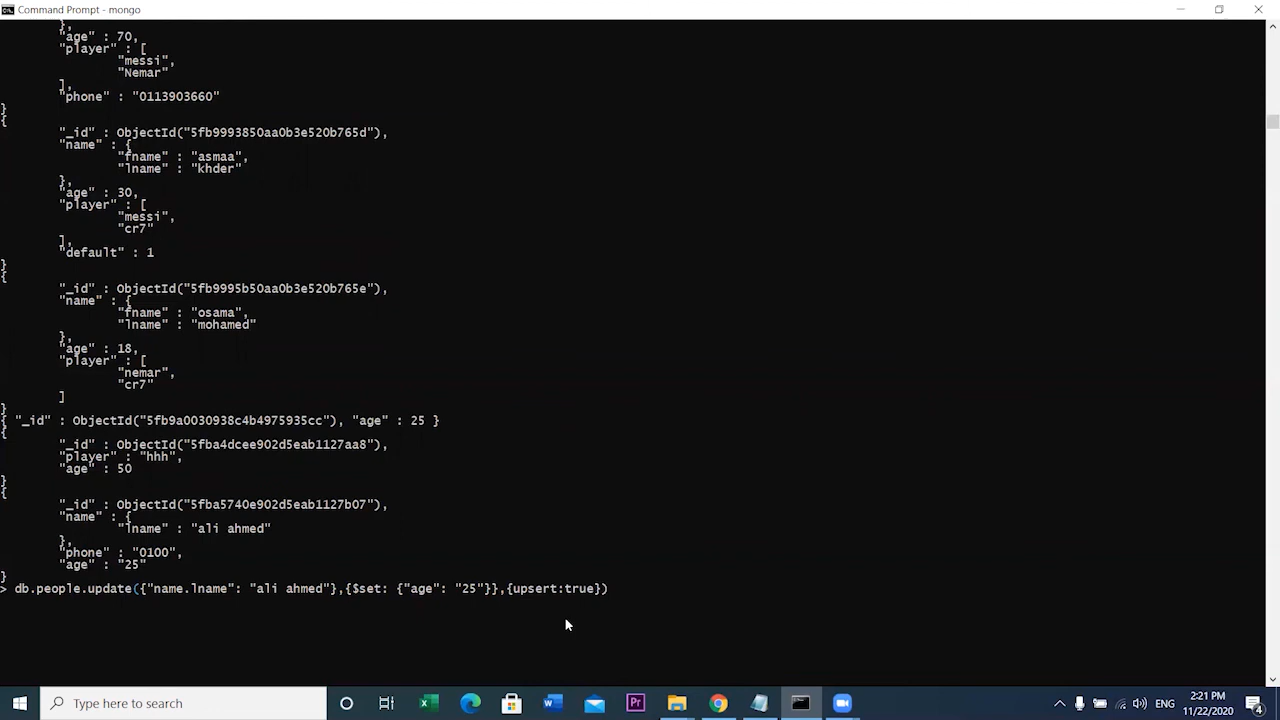 Command Prompt - mongo
},
"age" : 70,
"player" : [
"messi",
"Nemar"
],
"phone" : "0113903660"
}
{
"_id" : ObjectId("5fb9993850aa0b3e520b765d"),
"name" : {
"fname" : "asmaa",
"lname" : "khder"
},
"age" : 30,
"player" : [
"messi",
"cr7"
],
"default" : 1
}
{
"_id" : ObjectId("5fb9995b50aa0b3e520b765e"),
"name" : {
"fname" : "osama",
"lname" : "mohamed"
},
"age" : 18,
"player" : [
"nemar",
"cr7"
]
}
{ "_id" : ObjectId("5fb9a0030938c4b4975935cc"), "age" : 25 }
{
"_id" : ObjectId("5fba4dcee902d5eab1127aa8"),
"player" : "hhh",
"age" : 50
}
{
"_id" : ObjectId("5fba5740e902d5eab1127b07"),
"name" : {
"lname" : "ali ahmed"
},
"phone" : "0100",
"age" : "25"
}
> db.people.update({"name.lname": "ali ahmed"},{$set: {"age": "25"}},{upsert:true})
Type here to search
ENG
2:21 PM
11/22/2020
4